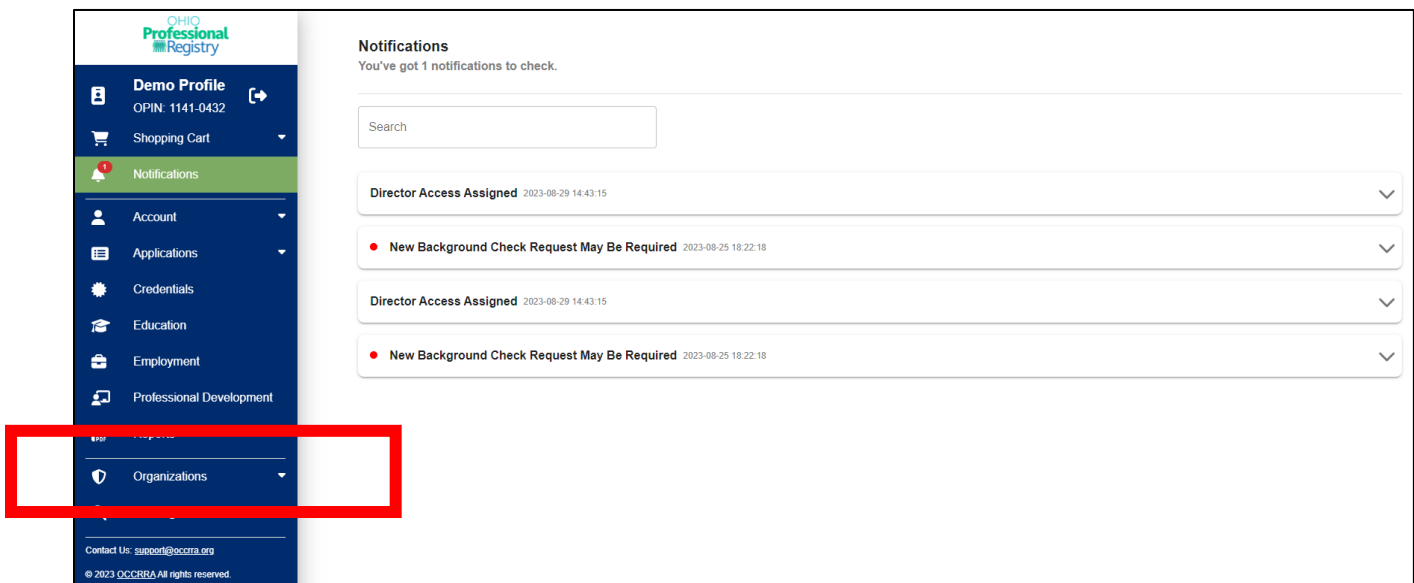 OHIO
Professional
Registry
Demo Profile
OPIN: 1141-0432
Shopping Cart
1
Notifications
Account
Applications
Credentials
Education
Employment
Professional Development
Organizations
Contact Us: support@occrra.org
© 2023 OCCRRA All rights reserved.
Notifications
You've got 1 notifications to check.
Search
Director Access Assigned 2023-08-29 14:43:15
New Background Check Request May Be Required 2023-08-25 18:22:18
Director Access Assigned 2023-08-29 14:43:15
New Background Check Request May Be Required 2023-08-25 18:22:18